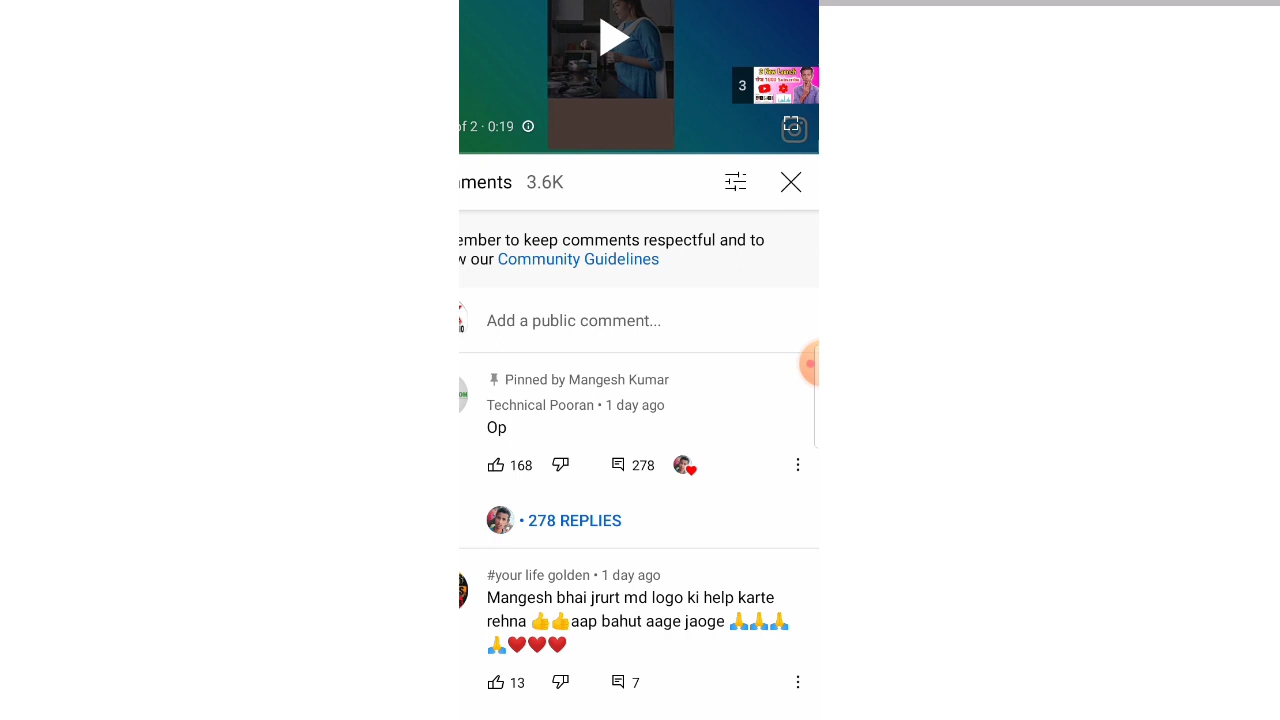 3
of 2 · 0:19
mments 3.6K
ember to keep comments respectful and to
w our Community Guidelines
Add a public comment...
Pinned by Mangesh Kumar
Technical Pooran • 1 day ago
Op
168 278
• 278 REPLIES
#your life golden • 1 day ago
Mangesh bhai jrurt md logo ki help karte
rehna 👍👍aap bahut aage jaoge 🙏🙏🙏
🙏❤️❤️❤️
13 7